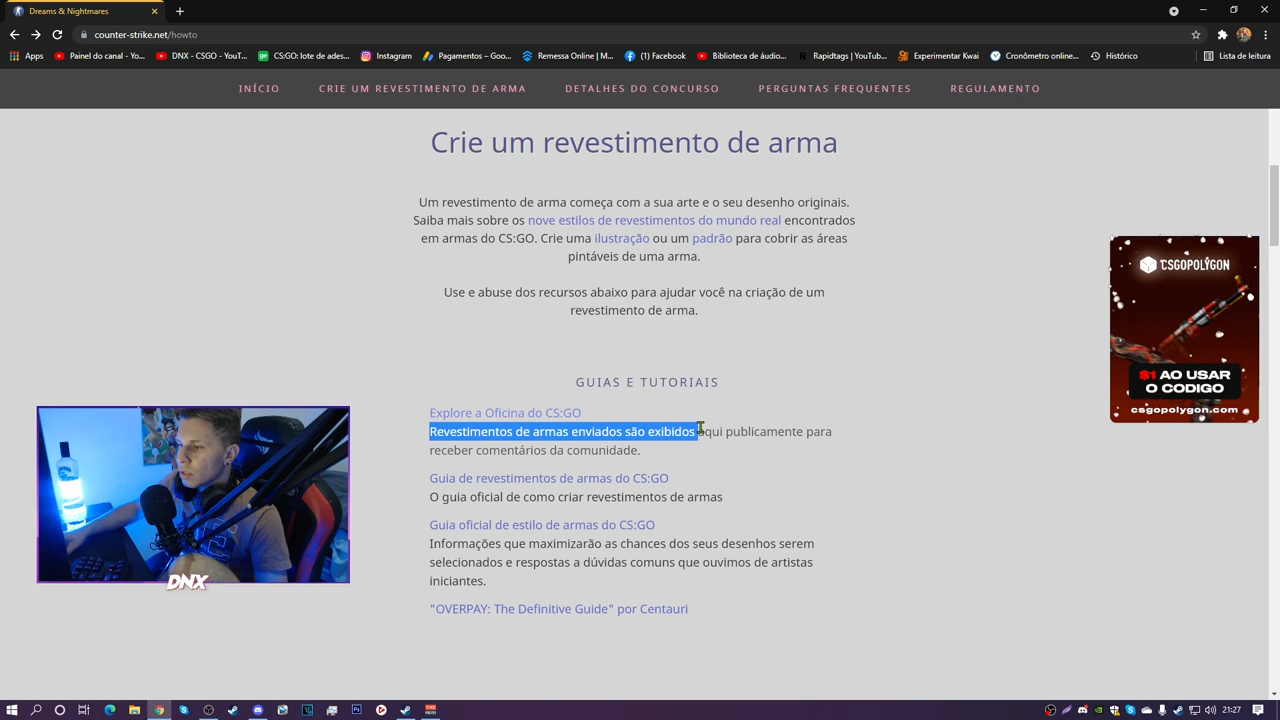 Dreams & Nightmares
counter-strike.net/howto
Apps
Painel do canal - Yo...
DNX - CSGO - YouT...
CS:GO: lote de ades...
Instagram
Pagamentos – Goo...
Remessa Online | M...
(1) Facebook
Biblioteca de áudio...
Rapidtags | YouTub...
Experimentar Kwai
Cronômetro online...
Histórico
Lista de leitura
INÍCIO
CRIE UM REVESTIMENTO DE ARMA
DETALHES DO CONCURSO
PERGUNTAS FREQUENTES
REGULAMENTO
Crie um revestimento de arma
Um revestimento de arma começa com a sua arte e o seu desenho originais.
Saiba mais sobre os nove estilos de revestimentos do mundo real encontrados
em armas do CS:GO. Crie uma ilustração ou um padrão para cobrir as áreas
pintáveis de uma arma.
Use e abuse dos recursos abaixo para ajudar você na criação de um
revestimento de arma.
GUIAS E TUTORIAIS
Explore a Oficina do CS:GO
Revestimentos de armas enviados são exibidos aqui publicamente para
receber comentários da comunidade.
Guia de revestimentos de armas do CS:GO
O guia oficial de como criar revestimentos de armas
Guia oficial de estilo de armas do CS:GO
Informações que maximizarão as chances dos seus desenhos serem
selecionados e respostas a dúvidas comuns que ouvimos de artistas
iniciantes.
"OVERPAY: The Definitive Guide" por Centauri
CSGOPOLYGON
$1 AO USAR
O CODIGO
csgopolygon.com
DNX
21:27